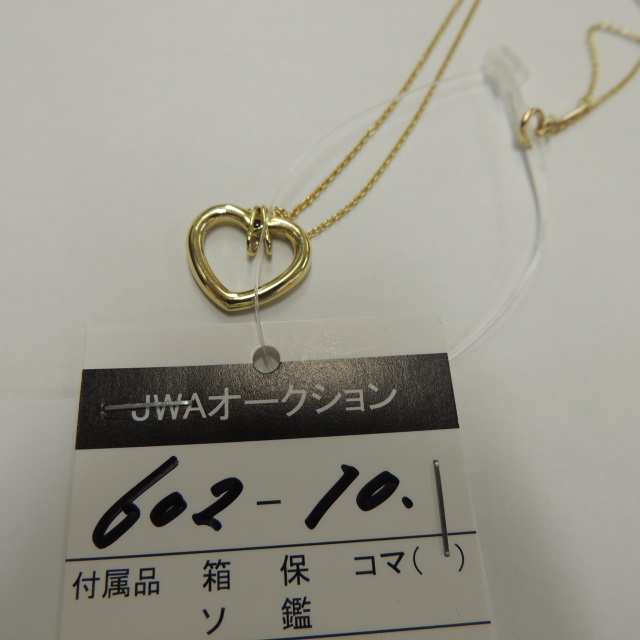 JWAオークション
602-10.
付属品 箱 保 コマ( )
ソ 鑑